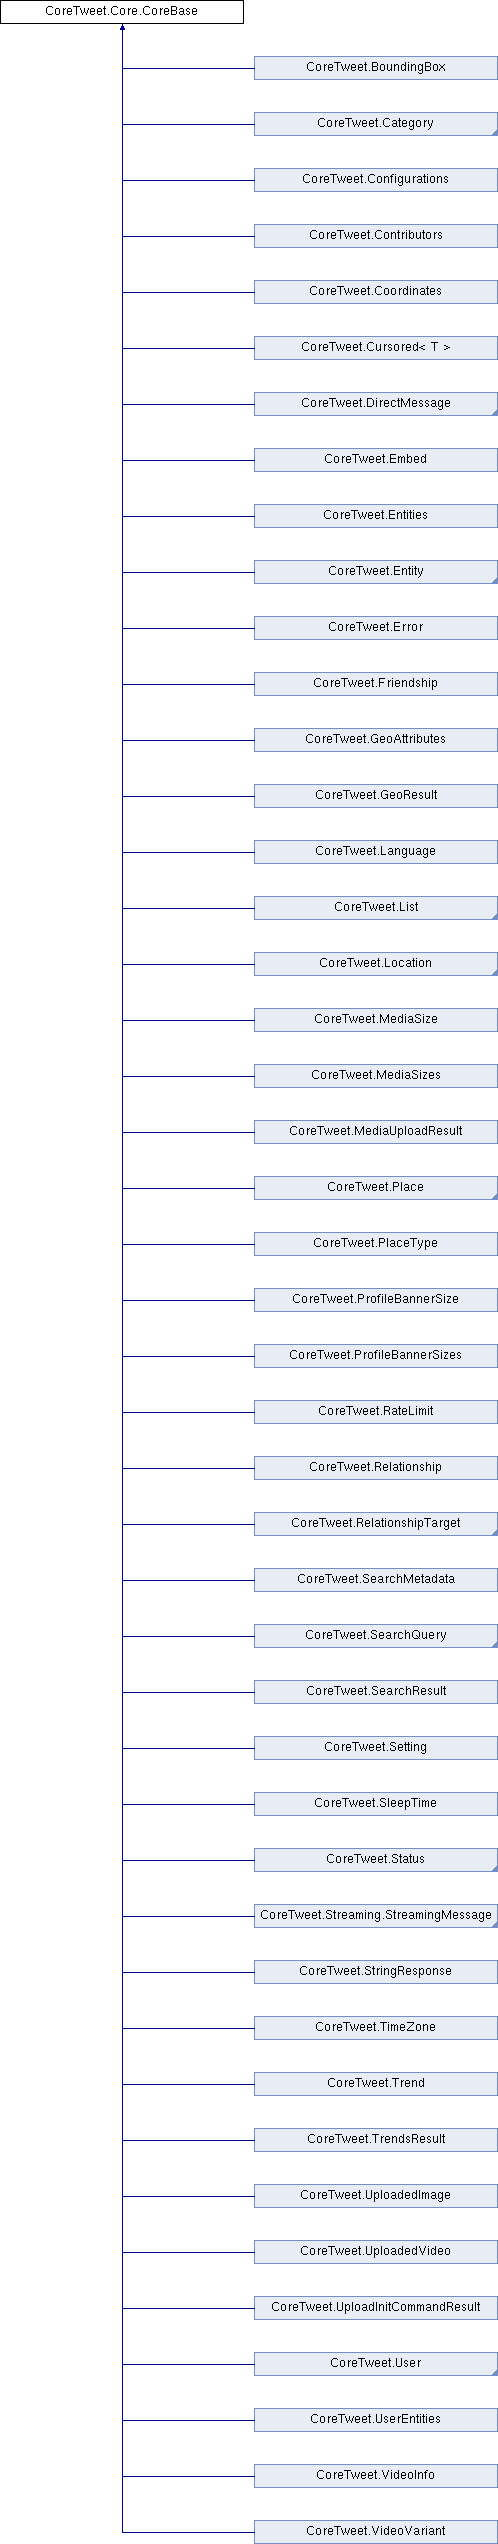 CoreTweet.Core.CoreBase
CoreTweet.BoundingBox
CoreTweet.Category
CoreTweet.Configurations
CoreTweet.Contributors
CoreTweet.Coordinates
CoreTweet.Cursored< T >
CoreTweet.DirectMessage
CoreTweet.Embed
CoreTweet.Entities
CoreTweet.Entity
CoreTweet.Error
CoreTweet.Friendship
CoreTweet.GeoAttributes
CoreTweet.GeoResult
CoreTweet.Language
CoreTweet.List
CoreTweet.Location
CoreTweet.MediaSize
CoreTweet.MediaSizes
CoreTweet.MediaUploadResult
CoreTweet.Place
CoreTweet.PlaceType
CoreTweet.ProfileBannerSize
CoreTweet.ProfileBannerSizes
CoreTweet.RateLimit
CoreTweet.Relationship
CoreTweet.RelationshipTarget
CoreTweet.SearchMetadata
CoreTweet.SearchQuery
CoreTweet.SearchResult
CoreTweet.Setting
CoreTweet.SleepTime
CoreTweet.Status
CoreTweet.Streaming.StreamingMessage
CoreTweet.StringResponse
CoreTweet.TimeZone
CoreTweet.Trend
CoreTweet.TrendsResult
CoreTweet.UploadedImage
CoreTweet.UploadedVideo
CoreTweet.UploadInitCommandResult
CoreTweet.User
CoreTweet.UserEntities
CoreTweet.VideoInfo
CoreTweet.VideoVariant